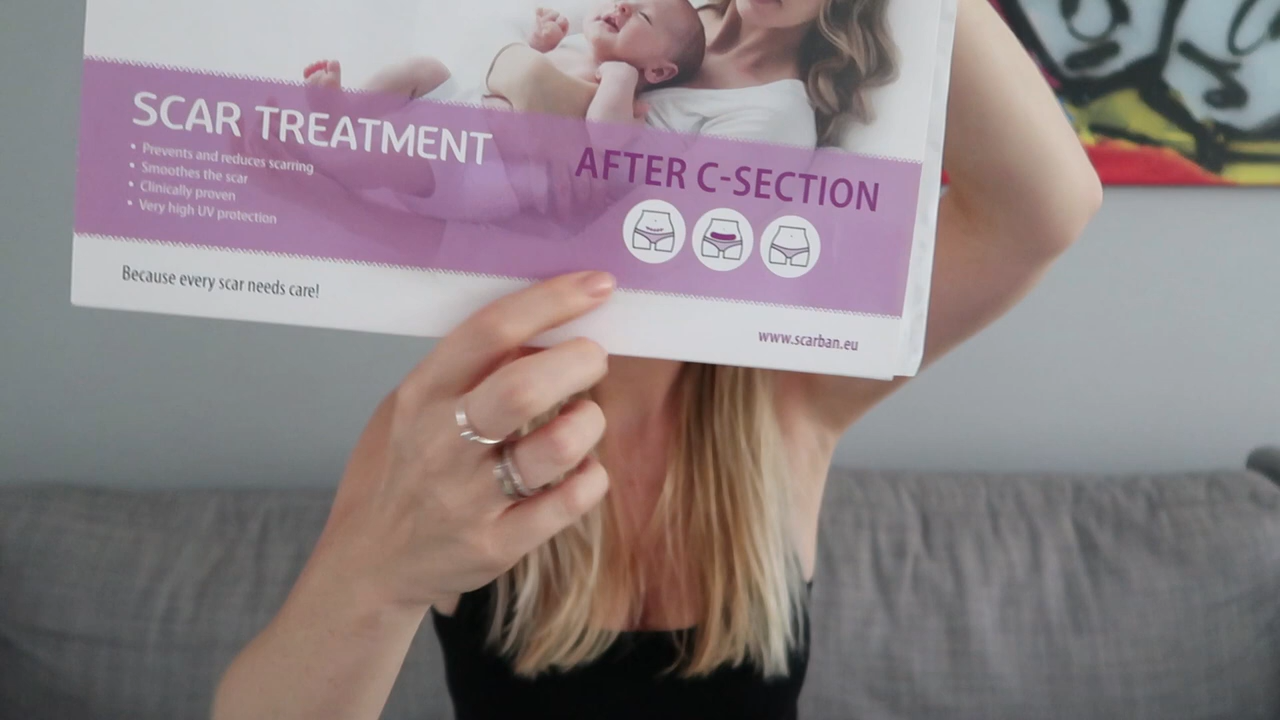 SCAR TREATMENT
• Prevents and reduces scarring
• Smoothes the scar
• Clinically proven
• Very high UV protection
AFTER C-SECTION
Because every scar needs care!
www.scarban.eu